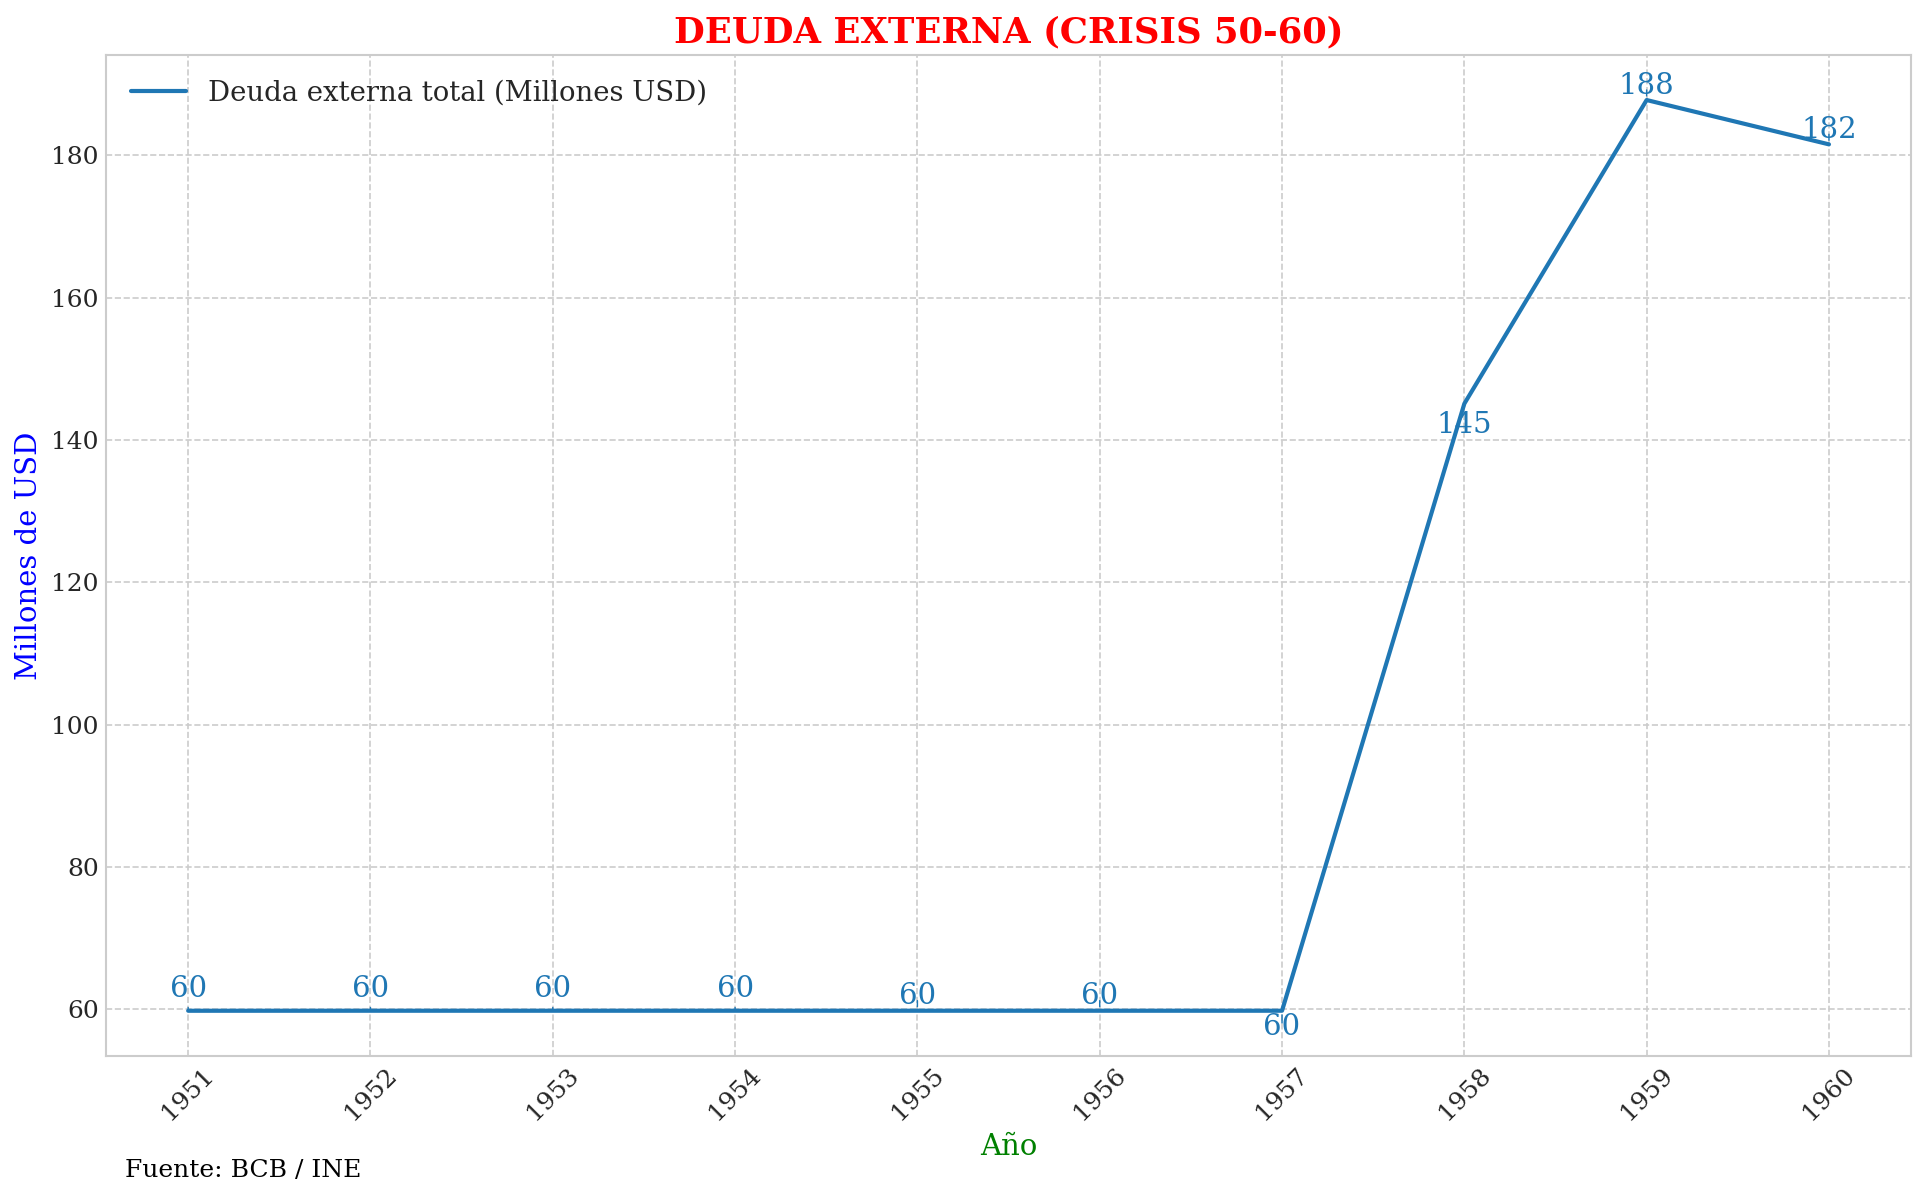 DEUDA EXTERNA (CRISIS 50-60)
Deuda externa total (Millones USD)
188
182
180
160
145
140
120
100
80
60 60 60 60 60 60
60
60
Millones de USD
1951 1952 1953 1954 1955 1956 1957 1958 1959 1960
Año
Fuente: BCB / INE